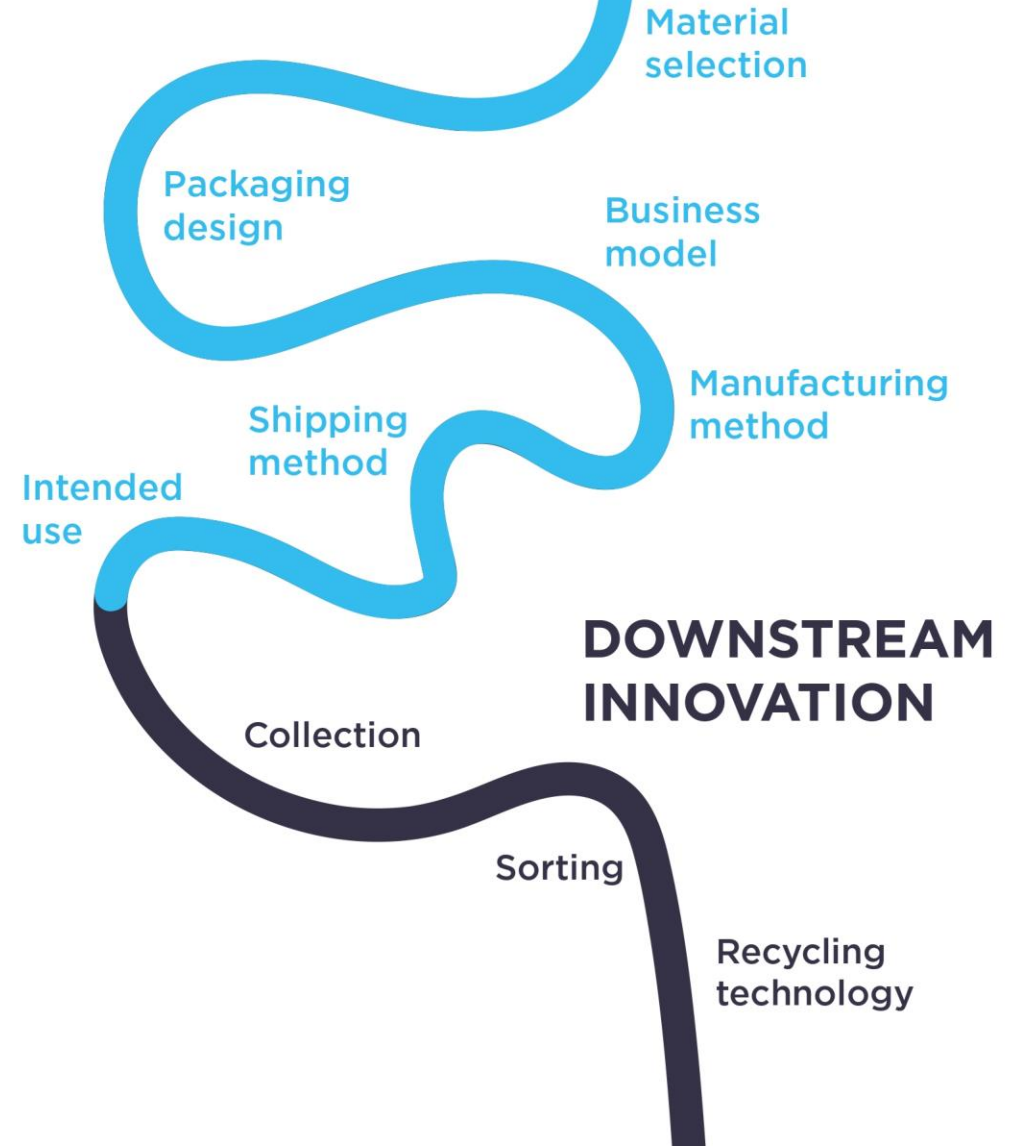 Material
selection
Packaging
design
Business
model
Manufacturing
method
Shipping
method
Intended
use
DOWNSTREAM
INNOVATION
Collection
Sorting
Recycling
technology